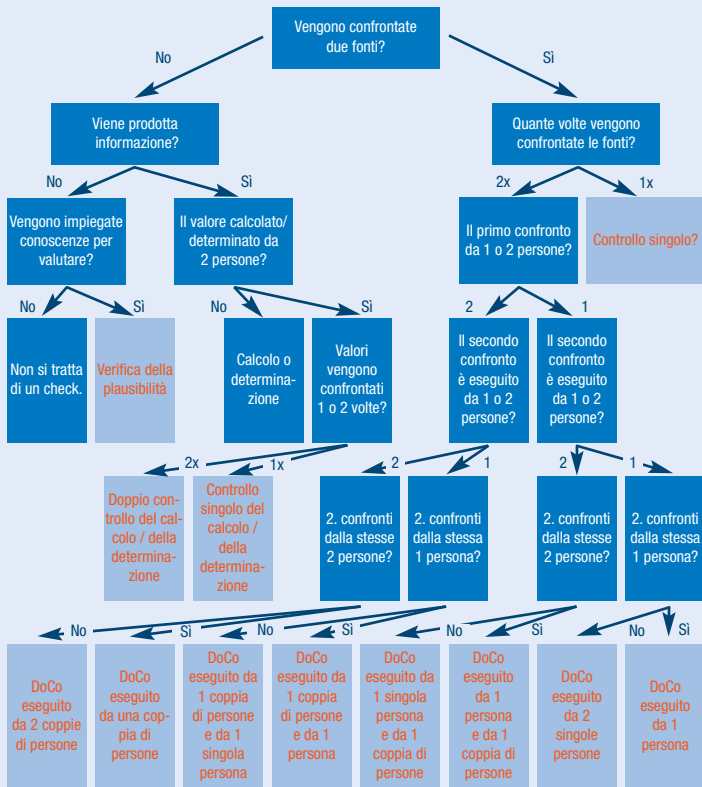 Vengono confrontate
due fonti?
No
Sì
Viene prodotta
informazione?
Quante volte vengono
confrontate le fonti?
No
Sì
2x
1x
Vengono impiegate
conoscenze per
valutare?
Il valore calcolato/
determinato da
2 persone?
Il primo confronto
da 1 o 2 persone?
Controllo singolo?
No
Sì
No
Sì
2
1
Non si tratta
di un check.
Verifica della
plausibilità
Calcolo o
determina-
zione
Valori
vengono
confrontati
1 o 2 volte?
Il secondo
confronto
è eseguito
da 1 o 2
persone?
Il secondo
confronto
è eseguito
da 1 o 2
persone?
2x
1x
2
1
2
1
Doppio con-
trollo del cal-
colo / della
determina-
zione
Controllo
singolo del
calcolo /
della
determina-
zione
2. confronti
dalla stesse
2 persone?
2. confronti
dalla stessa
1 persona?
2. confronti
dalla stesse
2 persone?
2. confronti
dalla stessa
1 persona?
No
Sì
No
Sì
No
Sì
No
Sì
DoCo
eseguito
da 2 coppie
di persone
DoCo
eseguito
da una cop-
pia di
persone
DoCo
eseguito da
1 coppia
di persone
e da 1
singola
persona
DoCo
eseguito da
1 coppia
di persone
e da 1
persona
DoCo
eseguito da
1 singola
persona
e da 1
coppia di
persone
DoCo
eseguito
da 1
persona
e da 1
coppia di
persone
DoCo
eseguito
da 2
singole
persone
DoCo
eseguito
da 1
persona